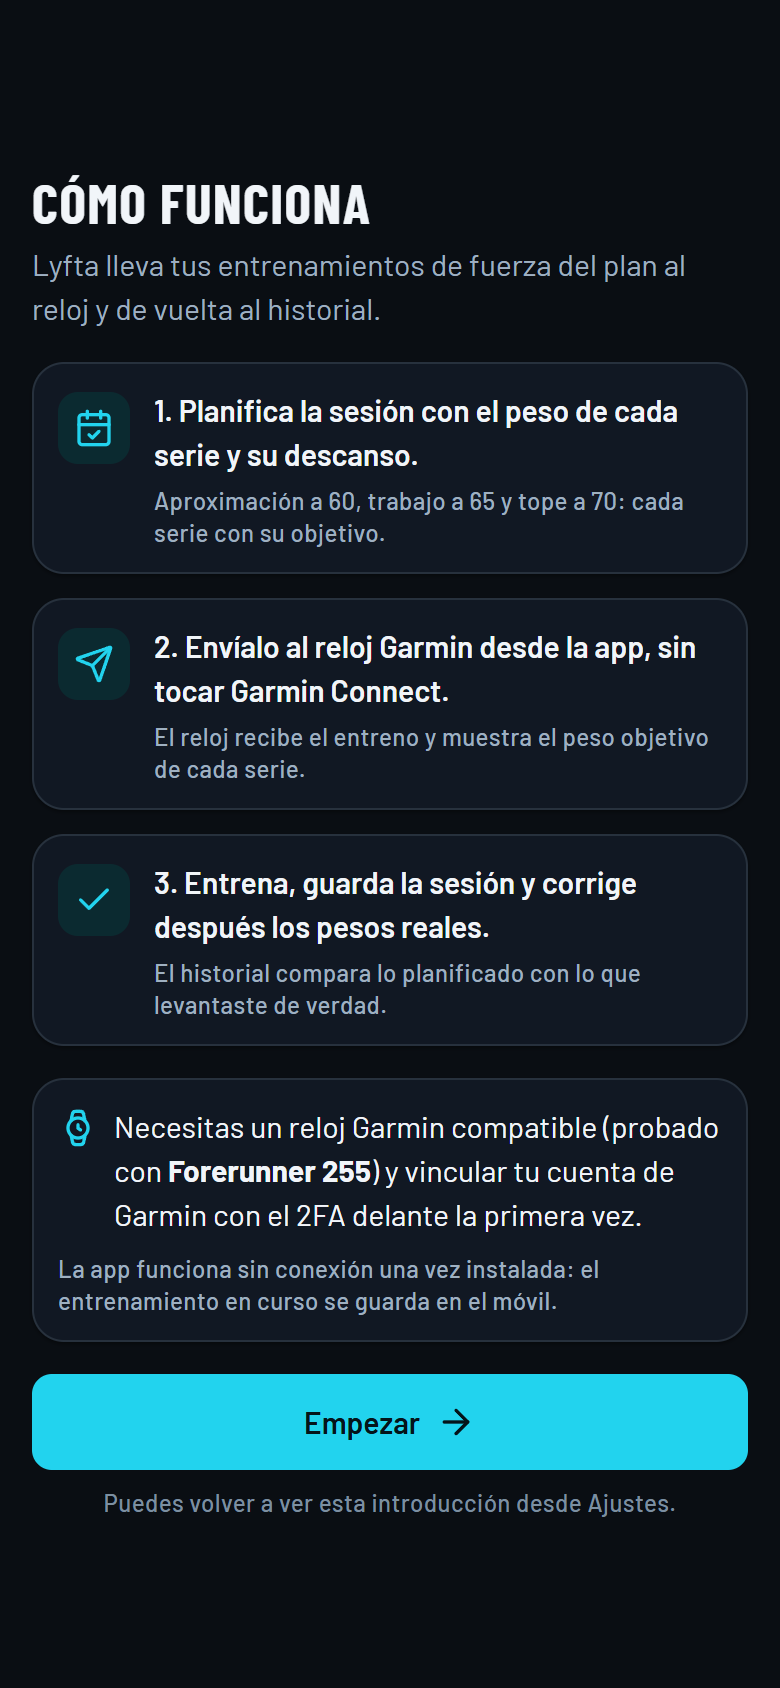 CÓMO FUNCIONA
Lyfta lleva tus entrenamientos de fuerza del plan al
reloj y de vuelta al historial.
1. Planifica la sesión con el peso de cada
serie y su descanso.
Aproximación a 60, trabajo a 65 y tope a 70: cada
serie con su objetivo.
2. Envíalo al reloj Garmin desde la app, sin
tocar Garmin Connect.
El reloj recibe el entreno y muestra el peso objetivo
de cada serie.
3. Entrena, guarda la sesión y corrige
después los pesos reales.
El historial compara lo planificado con lo que
levantaste de verdad.
Necesitas un reloj Garmin compatible (probado
con Forerunner 255) y vincular tu cuenta de
Garmin con el 2FA delante la primera vez.
La app funciona sin conexión una vez instalada: el
entrenamiento en curso se guarda en el móvil.
Empezar
Puedes volver a ver esta introducción desde Ajustes.